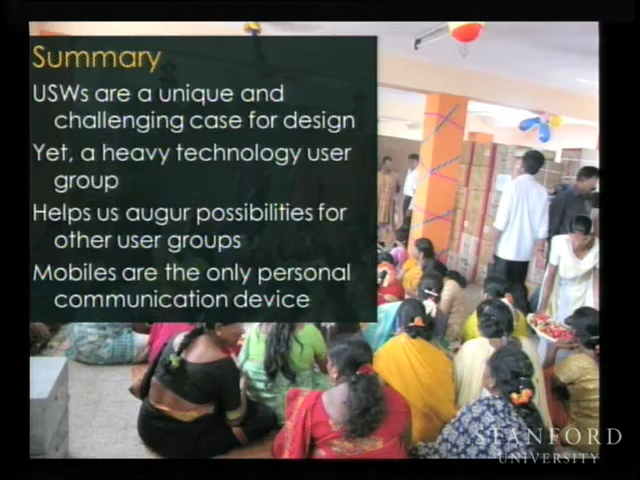 Summary
USWs are a unique and
challenging case for design
Yet, a heavy technology user
group
Helps us augur possibilities for
other user groups
Mobiles are the only personal
communication device
STANFORD
UNIVERSITY